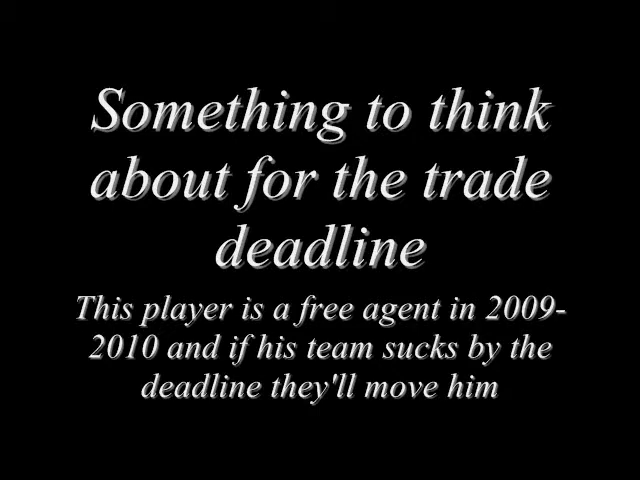 Something to think
about for the trade
deadline
This player is a free agent in 2009-
2010 and if his team sucks by the
deadline they'll move him